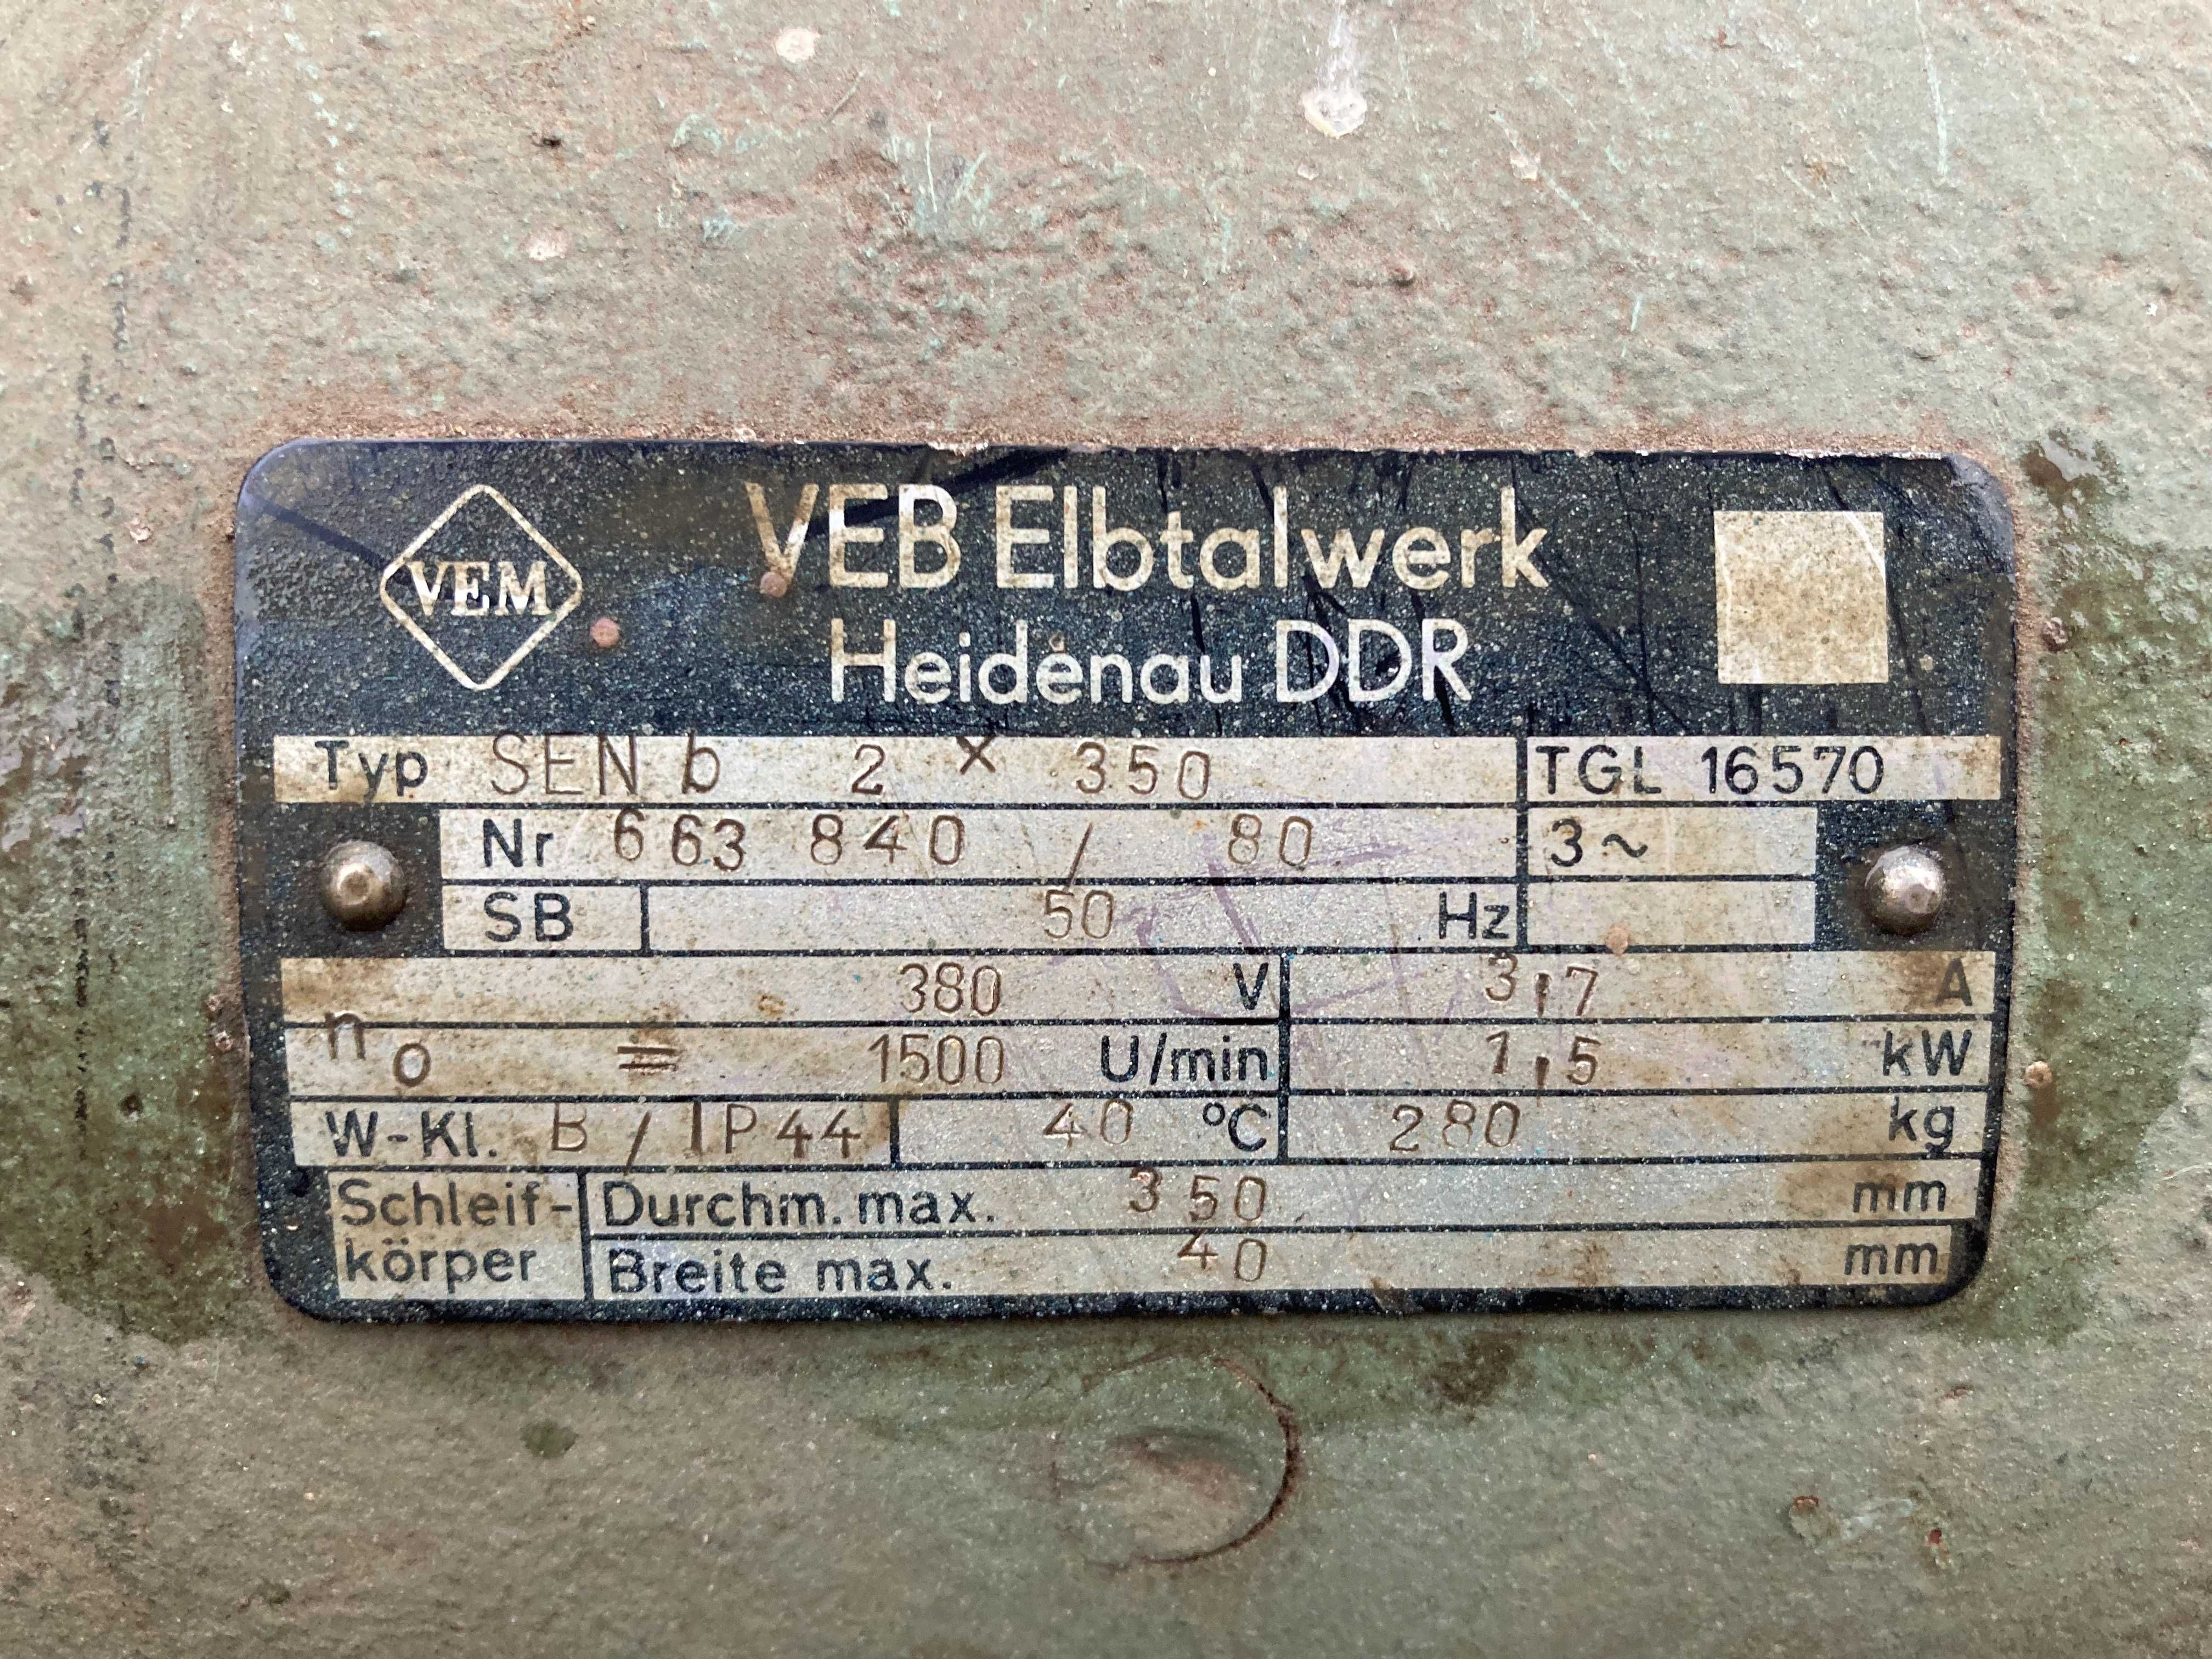 VEM
VEB Elbtalwerk
Heidenau DDR
Typ SEN b 2 x 350 TGL 16570
Nr 663 840 / 80 3~
SB 50 Hz
380 V 3,7 A
n₀ = 1500 U/min 1,5 kW
W-Kl. B / IP44 40 °C 280 kg
Schleif-
körper
Durchm. max. 350 mm
Breite max. 40 mm